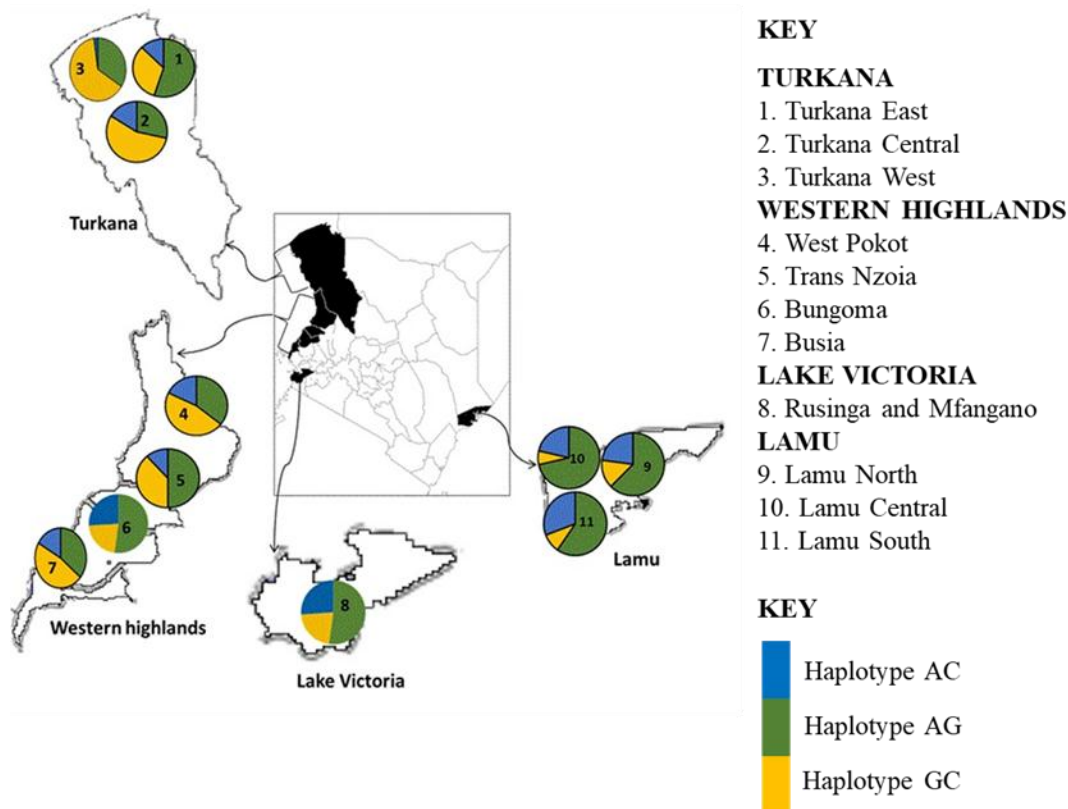 3
1
2
Turkana
4
5
6
7
Western highlands
8
Lake Victoria
10
9
11
Lamu
KEY
TURKANA
1. Turkana East
2. Turkana Central
3. Turkana West
WESTERN HIGHLANDS
4. West Pokot
5. Trans Nzoia
6. Bungoma
7. Busia
LAKE VICTORIA
8. Rusinga and Mfangano
LAMU
9. Lamu North
10. Lamu Central
11. Lamu South
KEY
Haplotype AC
Haplotype AG
Haplotype GC